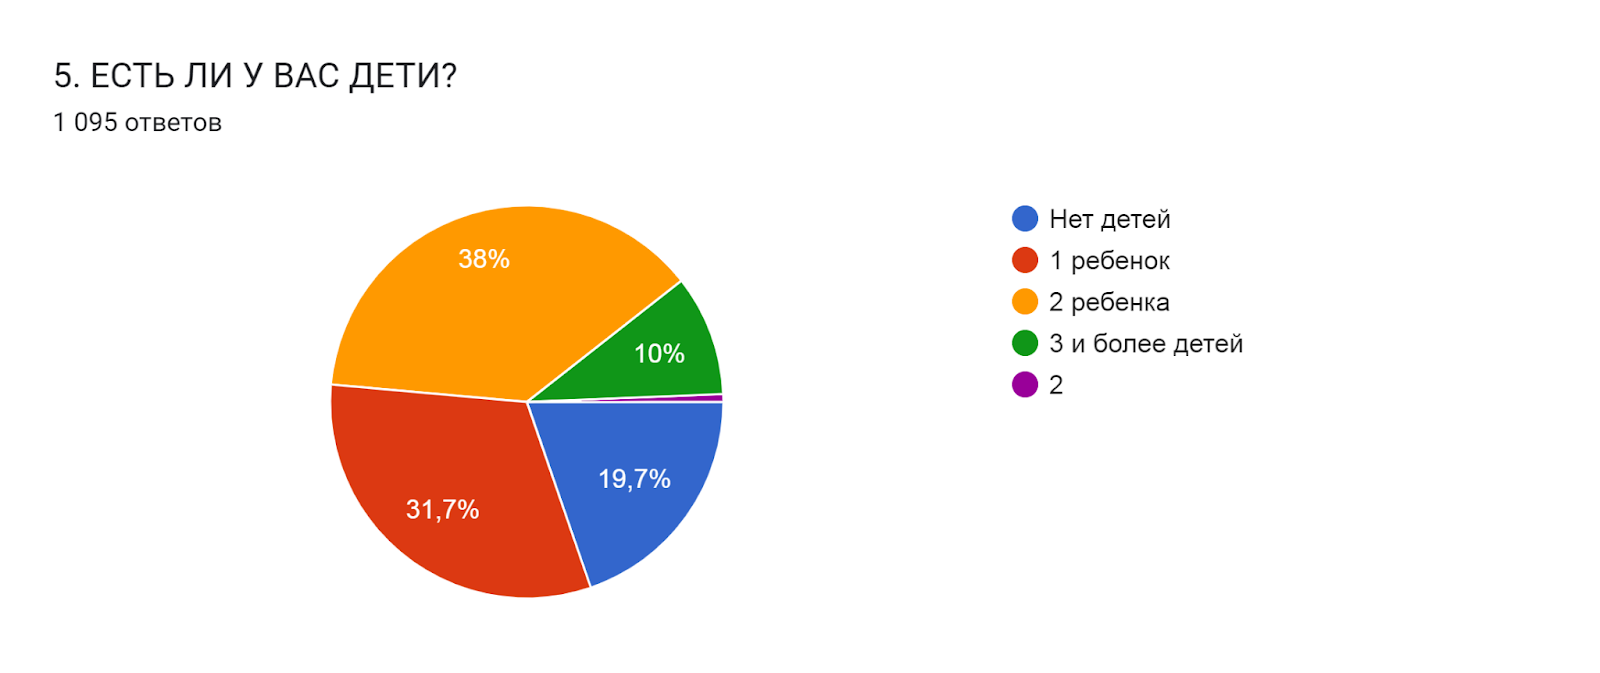 5. ЕСТЬ ЛИ У ВАС ДЕТИ?
1 095 ответов
38%
10%
19,7%
31,7%
Нет детей
1 ребенок
2 ребенка
3 и более детей
2